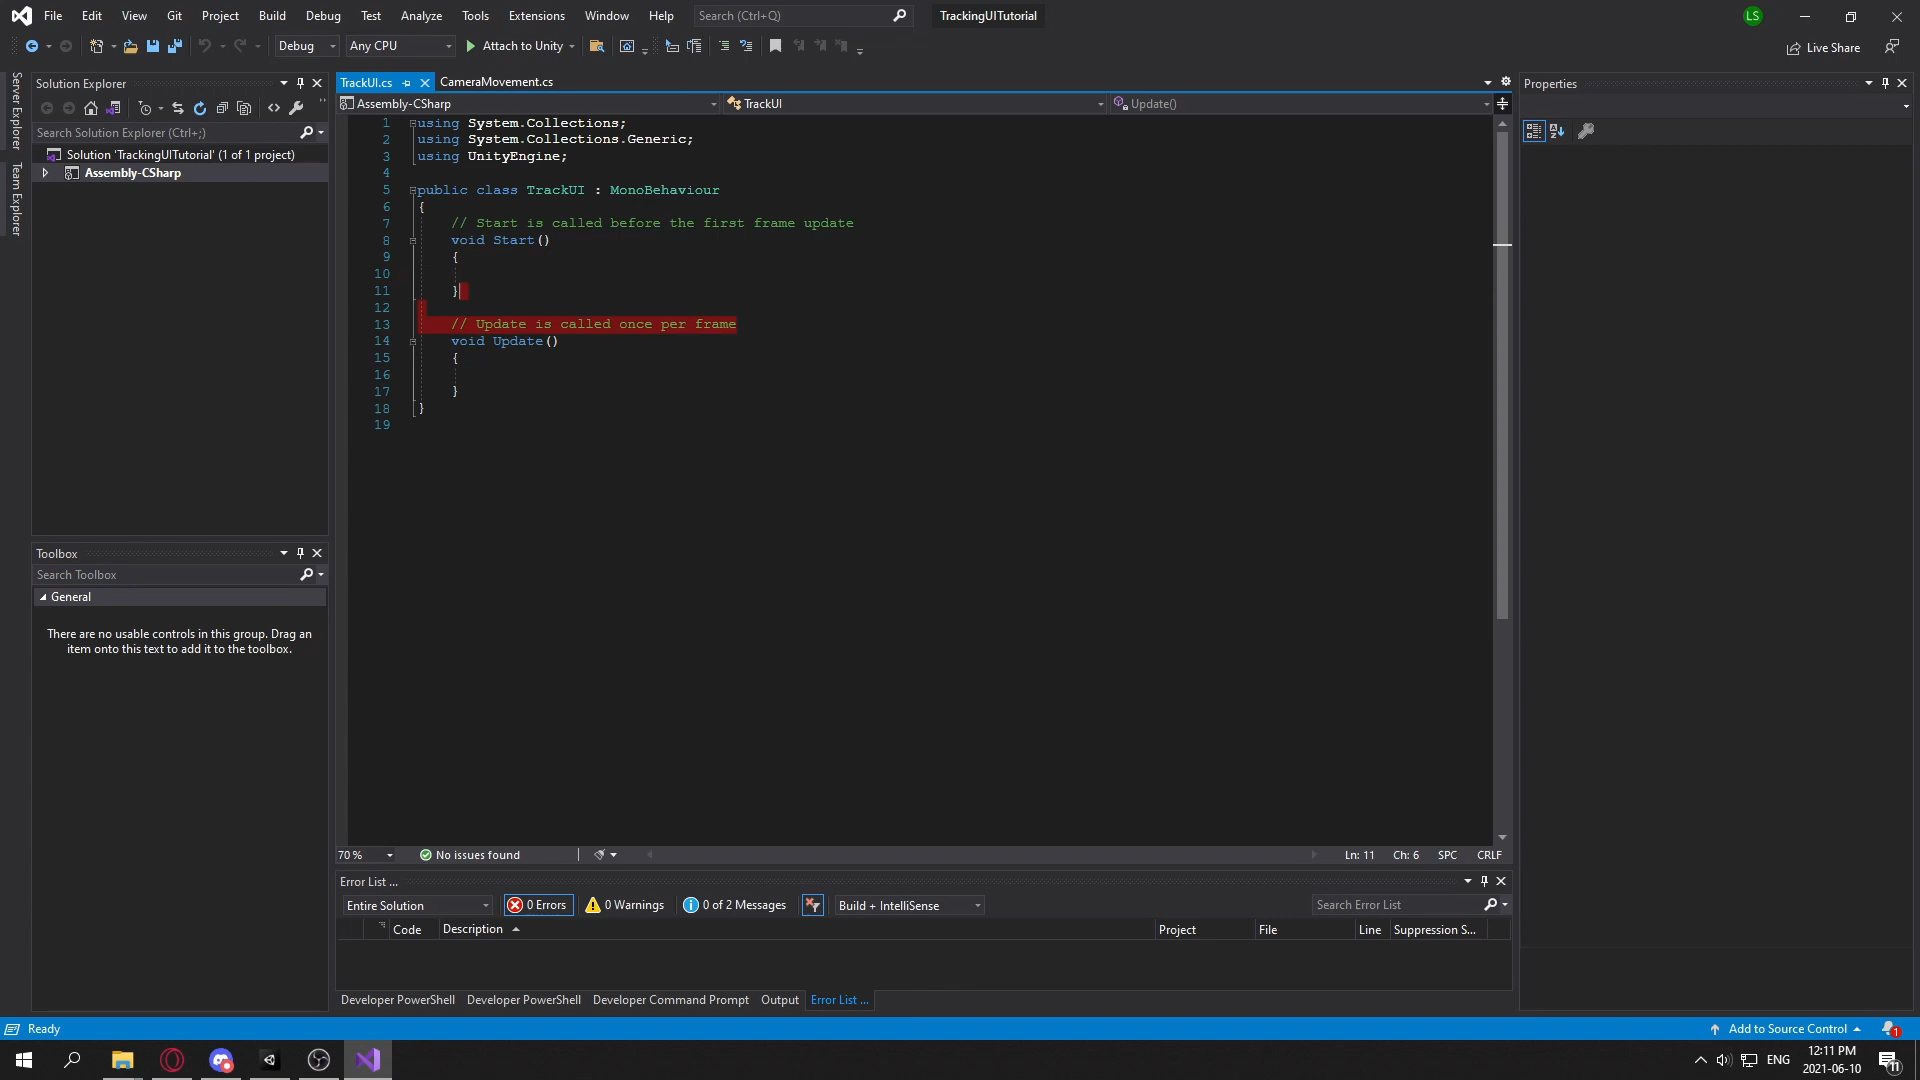 File Edit View Git Project Build Debug Test Analyze Tools Extensions Window Help Search (Ctrl+Q) TrackingUITutorial LS
Debug Any CPU Attach to Unity Live Share
Server Explorer
Team Explorer
Solution Explorer
Search Solution Explorer (Ctrl+;)
Solution 'TrackingUITutorial' (1 of 1 project)
Assembly-CSharp
Toolbox
Search Toolbox
General
There are no usable controls in this group. Drag an
item onto this text to add it to the toolbox.
TrackUI.cs CameraMovement.cs
Assembly-CSharp TrackUI Update()
1 using System.Collections;
2 using System.Collections.Generic;
3 using UnityEngine;
4
5 public class TrackUI : MonoBehaviour
6 {
7 // Start is called before the first frame update
8 void Start()
9 {
10
11 }
12
13 // Update is called once per frame
14 void Update()
15 {
16
17 }
18 }
19
70 % No issues found Ln: 11 Ch: 6 SPC CRLF
Error List ...
Entire Solution 0 Errors 0 Warnings 0 of 2 Messages Build + IntelliSense Search Error List
Code Description Project File Line Suppression S...
Developer PowerShell Developer PowerShell Developer Command Prompt Output Error List ...
Properties
Ready Add to Source Control 1
ENG 12:11 PM
2021-06-10 11